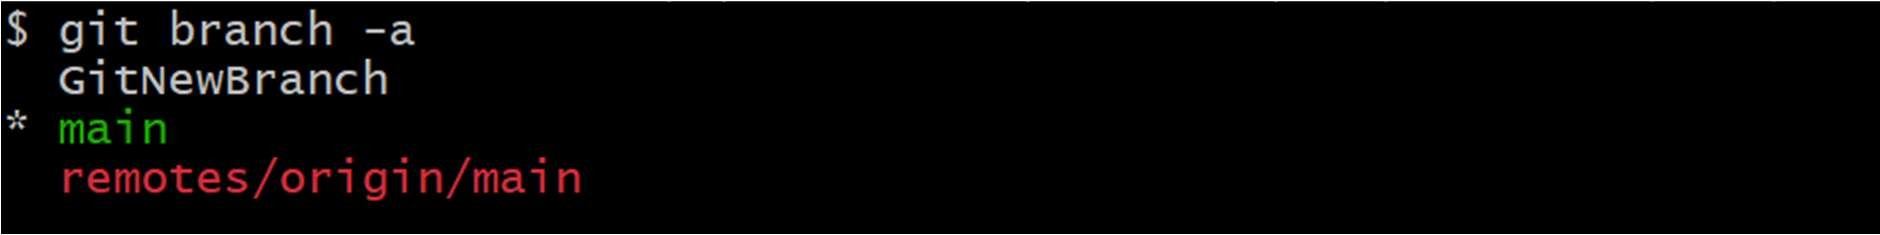 $ git branch -a
  GitNewBranch
* main
  remotes/origin/main